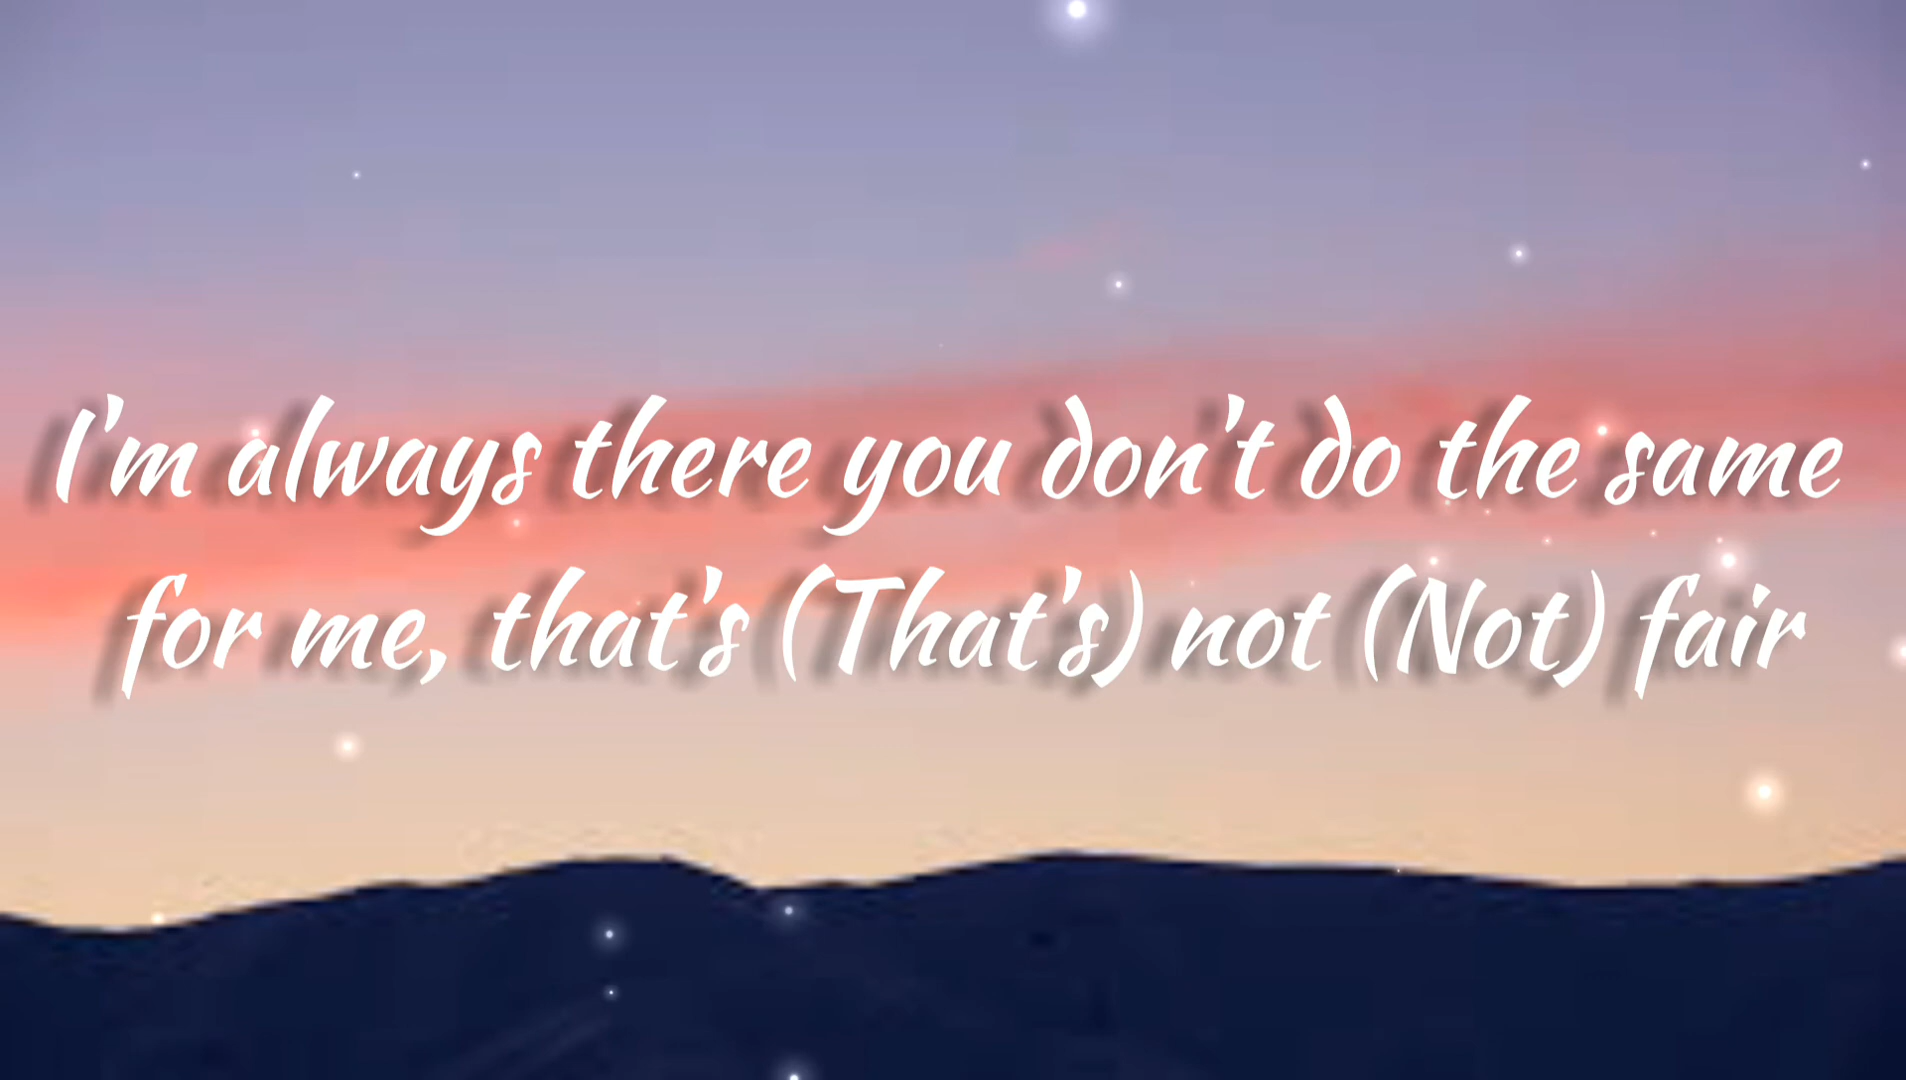 I'm always there you don't do the same
for me, that's (That's) not (Not) fair